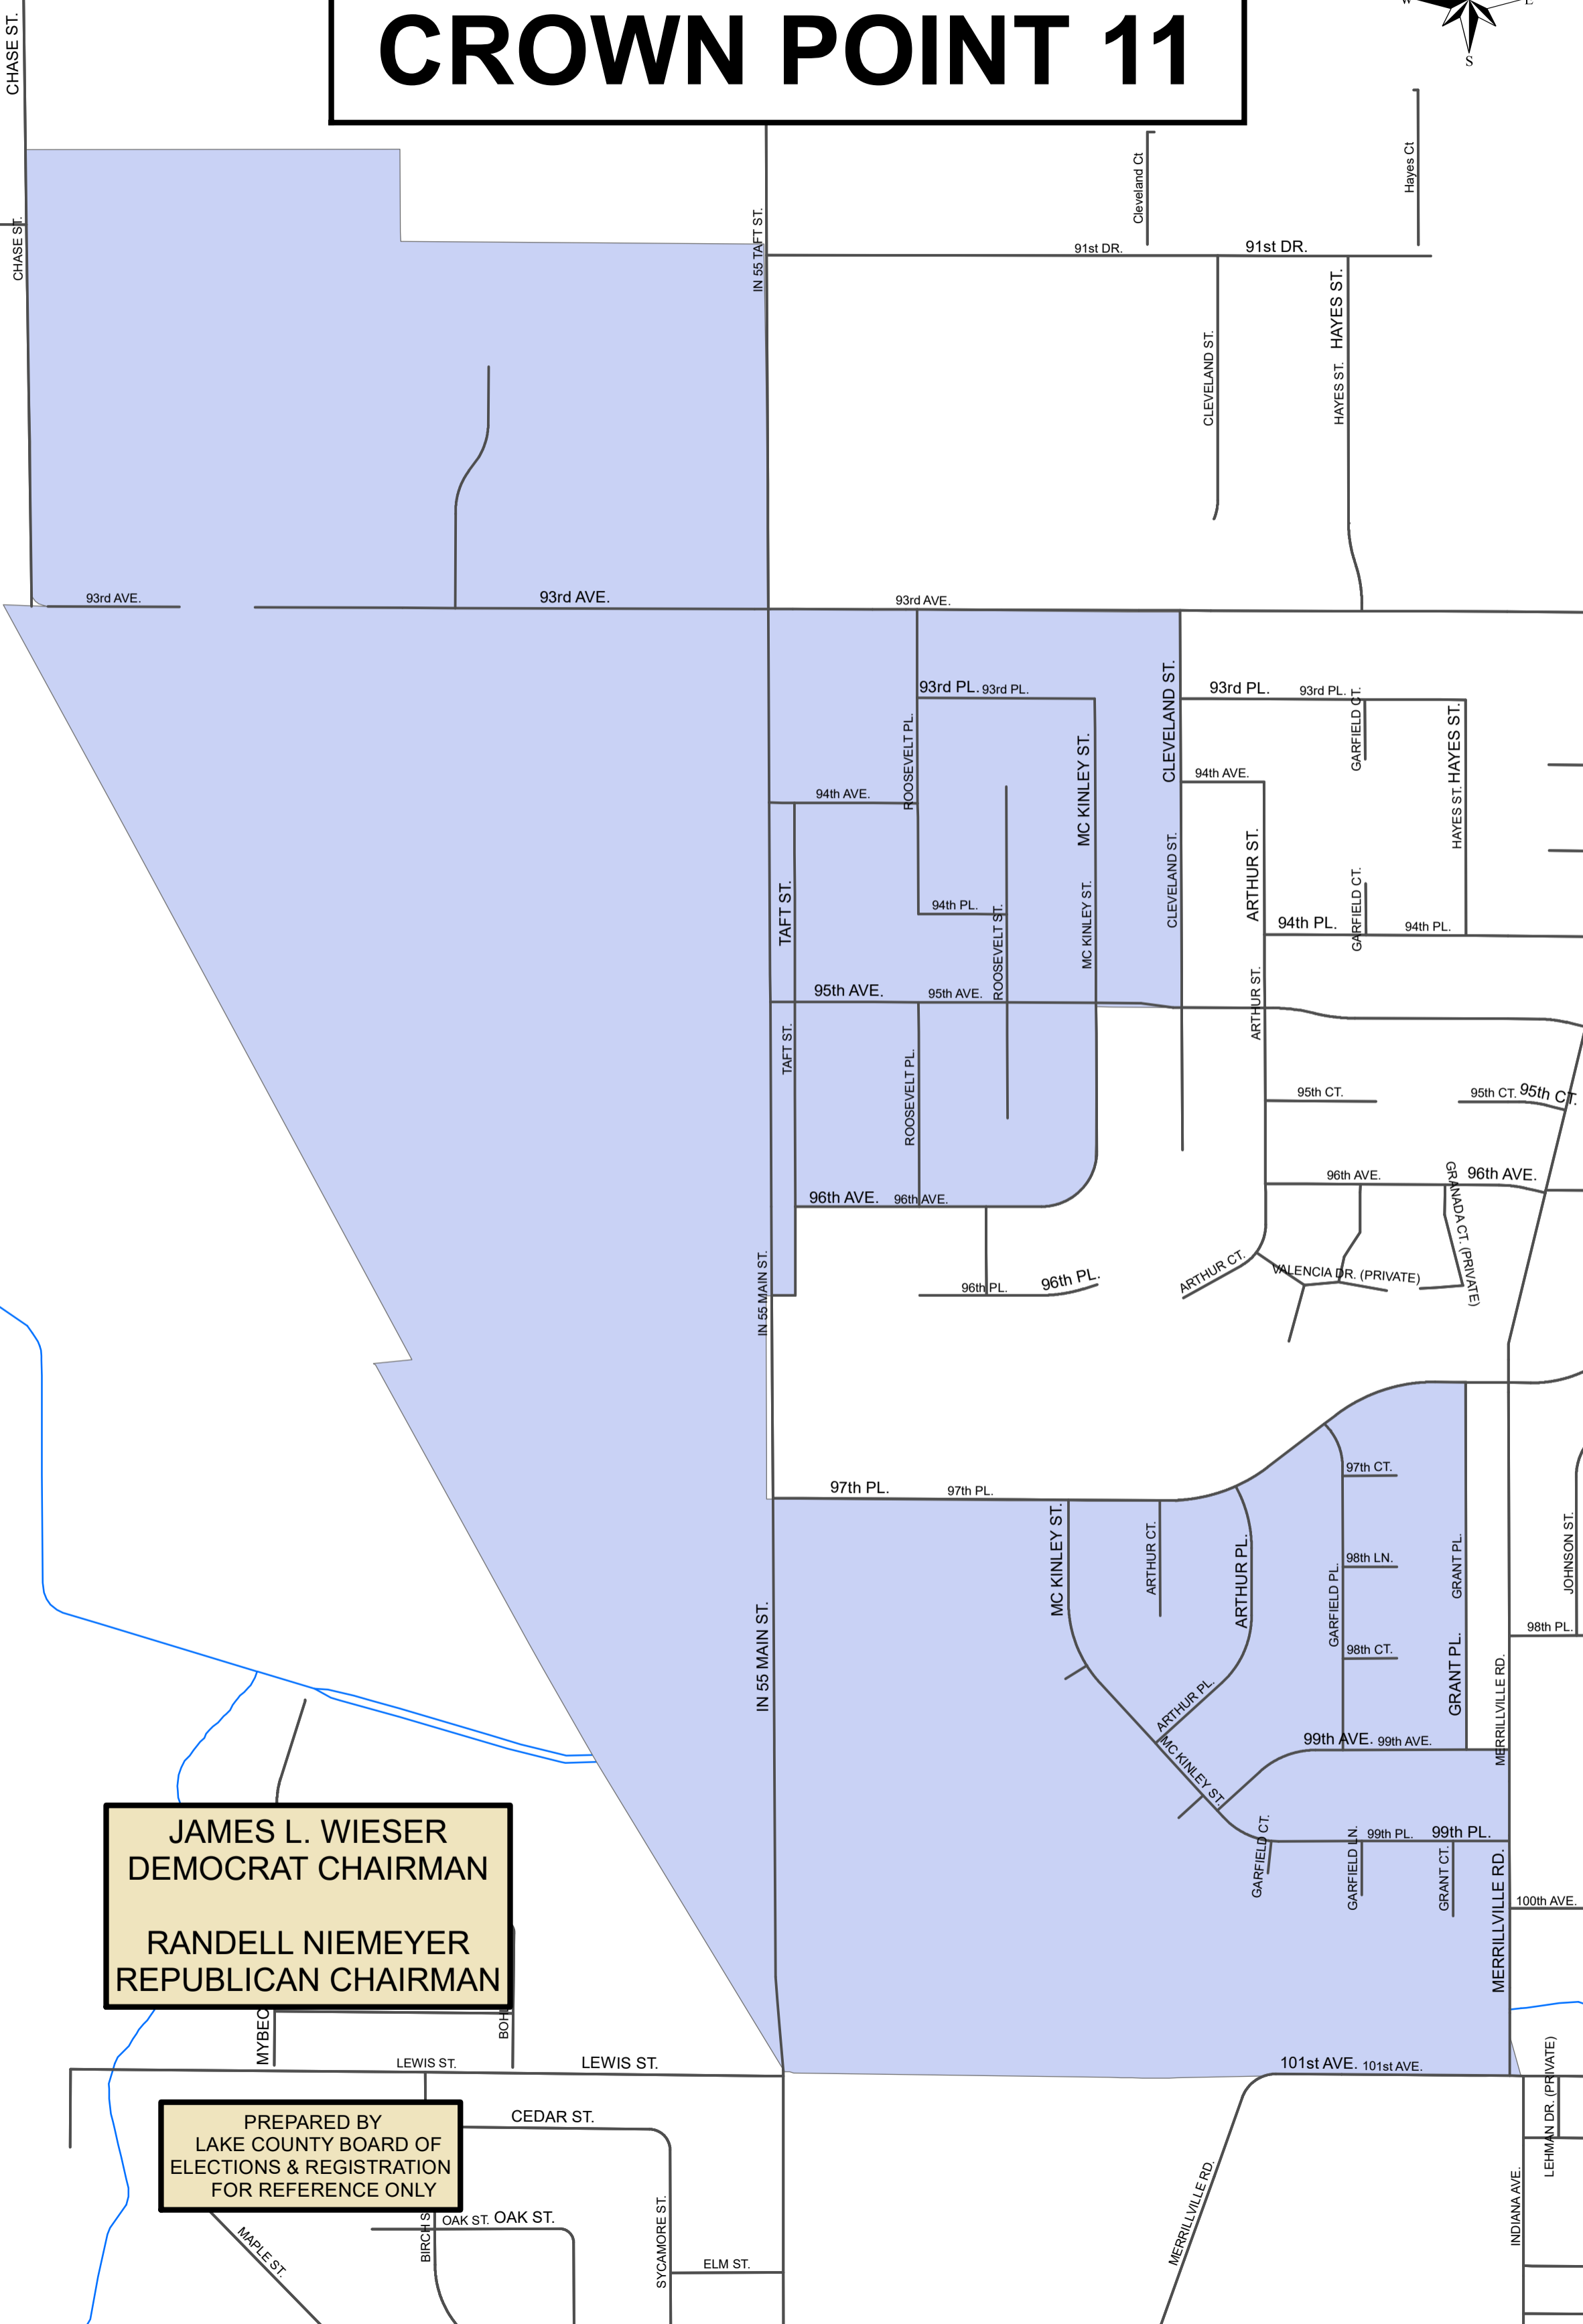 CROWN POINT 11
W
E
S
CHASE ST.
CHASE ST.
Cleveland Ct
Hayes Ct
IN 55 TAFT ST.
91st DR.
91st DR.
CLEVELAND ST.
HAYES ST.
HAYES ST.
93rd AVE.
93rd AVE.
93rd AVE.
93rd PL.
93rd PL.
93rd PL.
93rd PL.
CLEVELAND ST.
CLEVELAND ST.
GARFIELD CT.
HAYES ST.
HAYES ST.
ROOSEVELT PL.
MC KINLEY ST.
MC KINLEY ST.
94th AVE.
94th AVE.
TAFT ST.
TAFT ST.
ARTHUR ST.
ARTHUR ST.
94th PL.
ROOSEVELT ST.
GARFIELD CT.
94th PL.
94th PL.
95th AVE.
95th AVE.
ROOSEVELT PL.
95th CT.
95th CT.
95th CT.
96th AVE.
96th AVE.
96th AVE.
96th AVE.
GRANADA CT. (PRIVATE)
ARTHUR CT.
VALENCIA DR. (PRIVATE)
96th PL.
96th PL.
IN 55 MAIN ST.
97th PL.
97th PL.
97th CT.
MC KINLEY ST.
ARTHUR CT.
ARTHUR PL.
98th LN.
GARFIELD PL.
GRANT PL.
GRANT PL.
JOHNSON ST.
98th PL.
98th CT.
IN 55 MAIN ST.
ARTHUR PL.
MC KINLEY ST.
99th AVE.
99th AVE.
MERRILLVILLE RD.
MERRILLVILLE RD.
GARFIELD CT.
GARFIELD LN.
99th PL.
99th PL.
GRANT CT.
100th AVE.
JAMES L. WIESER
DEMOCRAT CHAIRMAN
RANDELL NIEMEYER
REPUBLICAN CHAIRMAN
MYBEC
BOH
LEWIS ST.
LEWIS ST.
101st AVE.
101st AVE.
LEHMAN DR. (PRIVATE)
PREPARED BY
LAKE COUNTY BOARD OF
ELECTIONS & REGISTRATION
FOR REFERENCE ONLY
CEDAR ST.
MAPLE ST.
BIRCH S
OAK ST.
OAK ST.
SYCAMORE ST.
ELM ST.
MERRILLVILLE RD.
INDIANA AVE.